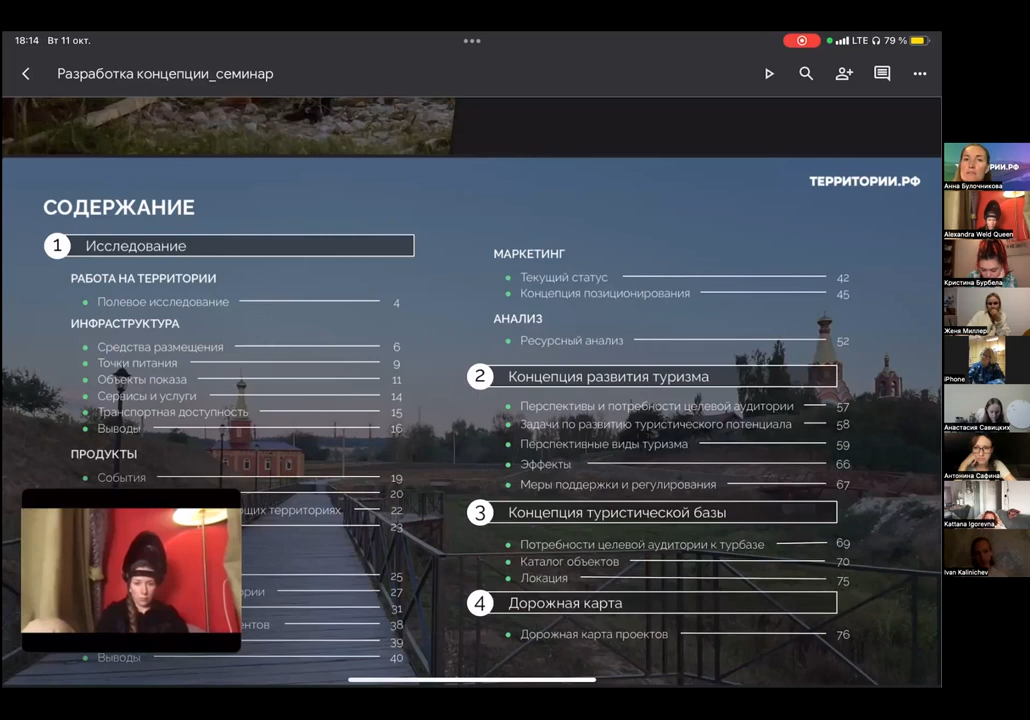 18:14 Вт 11 окт.
LTE 79 %
Разработка концепции_семинар
ТЕРРИТОРИИ.РФ
СОДЕРЖАНИЕ
1 Исследование
РАБОТА НА ТЕРРИТОРИИ
Полевое исследование 4
ИНФРАСТРУКТУРА
Средства размещения 6
Точки питания 9
Объекты показа 11
Сервисы и услуги 14
Транспортная доступность 15
Выводы 16
ПРОДУКТЫ
События 19
20
ющих территориях. 22
23
25
ории 27
31
ентов 38
39
Выводы 40
МАРКЕТИНГ
Текущий статус 42
Концепция позиционирования 45
АНАЛИЗ
Ресурсный анализ 52
2 Концепция развития туризма
Перспективы и потребности целевой аудитории 57
Задачи по развитию туристического потенциала 58
Перспективные виды туризма 59
Эффекты 66
Меры поддержки и регулирования 67
3 Концепция туристической базы
Потребности целевой аудитории к турбазе 69
Каталог объектов 70
Локация 75
4 Дорожная карта
Дорожная карта проектов 76
РИИ.РФ
Анна Булочникова
Alexandra Weld Queen
Кристина Бурбела
Женя Миллер
iPhone
Анастасия Савицких
Антонина Сафина
Kattana Igorevna
Ivan Kalinichev